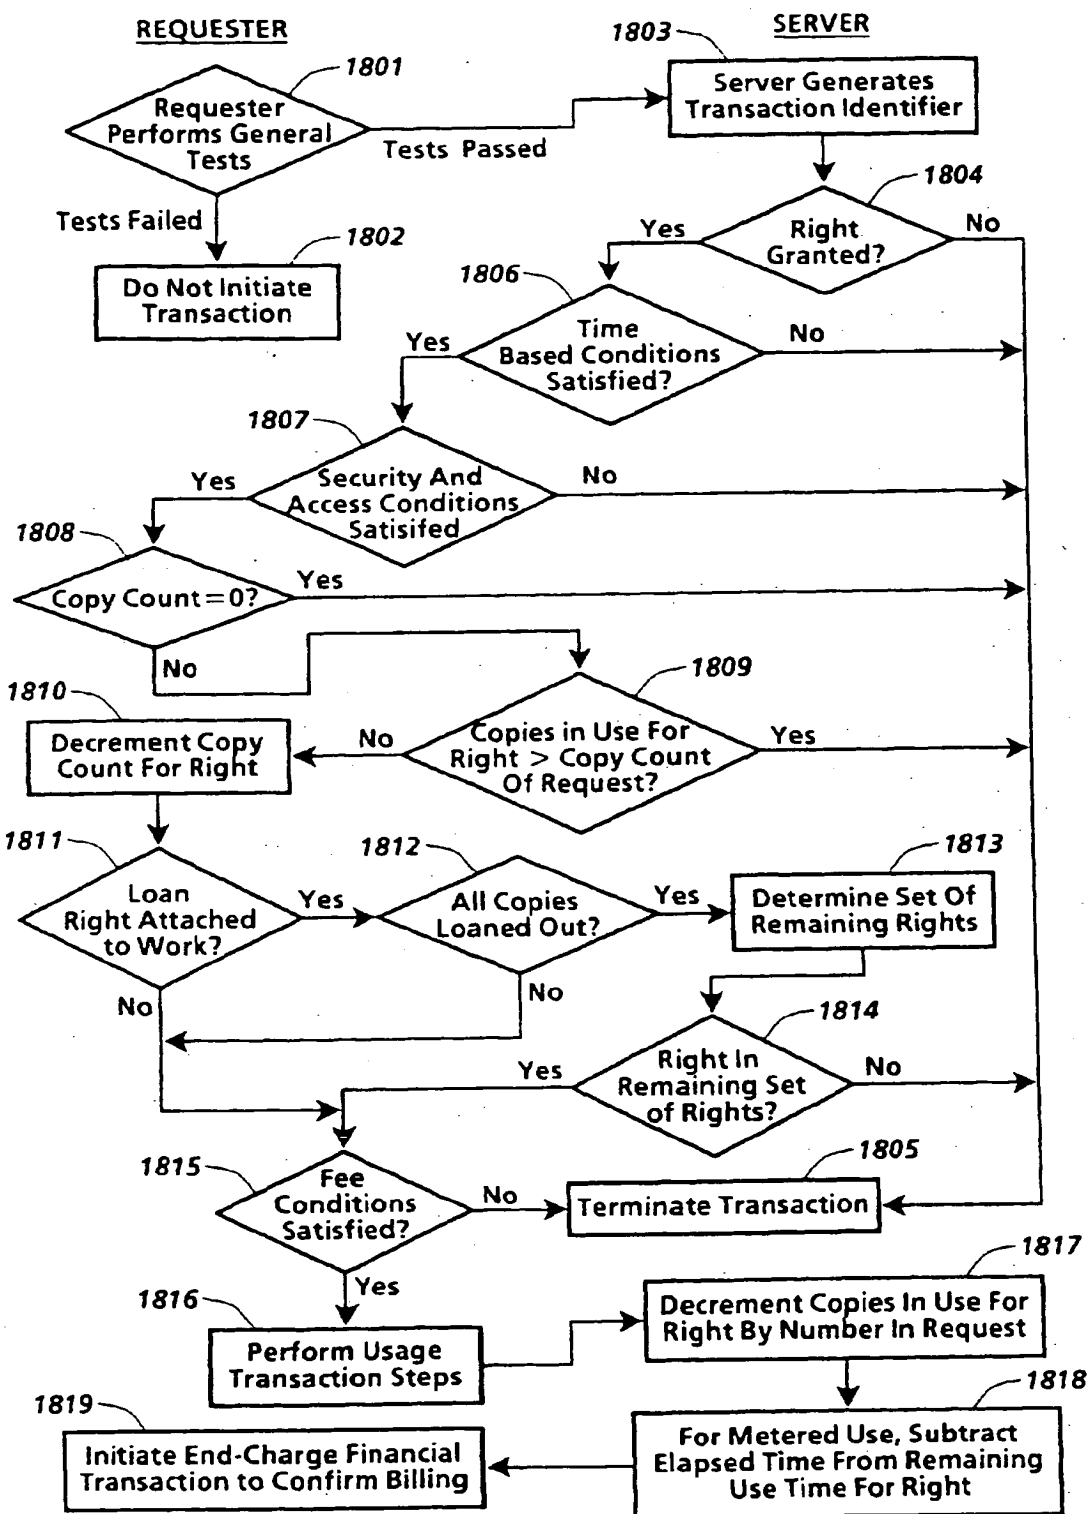 REQUESTER
SERVER
1801
1803
Requester
Performs General
Tests
Server Generates
Transaction Identifier
Tests Passed
Tests Failed
1802
Do Not Initiate
Transaction
1804
Right
Granted?
Yes
No
1806
Time
Based Conditions
Satisfied?
Yes
No
1807
Security And
Access Conditions
Satisifed
Yes
No
1808
Copy Count=0?
Yes
No
1809
Copies in Use For
Right > Copy Count
Of Request?
No
Yes
1810
Decrement Copy
Count For Right
1811
Loan
Right Attached
to Work?
Yes
No
1812
All Copies
Loaned Out?
Yes
No
1813
Determine Set Of
Remaining Rights
1814
Right In
Remaining Set
of Rights?
Yes
No
1815
Fee
Conditions
Satisfied?
No
Yes
1805
Terminate Transaction
1816
Perform Usage
Transaction Steps
1817
Decrement Copies In Use For
Right By Number In Request
1818
For Metered Use, Subtract
Elapsed Time From Remaining
Use Time For Right
1819
Initiate End-Charge Financial
Transaction to Confirm Billing